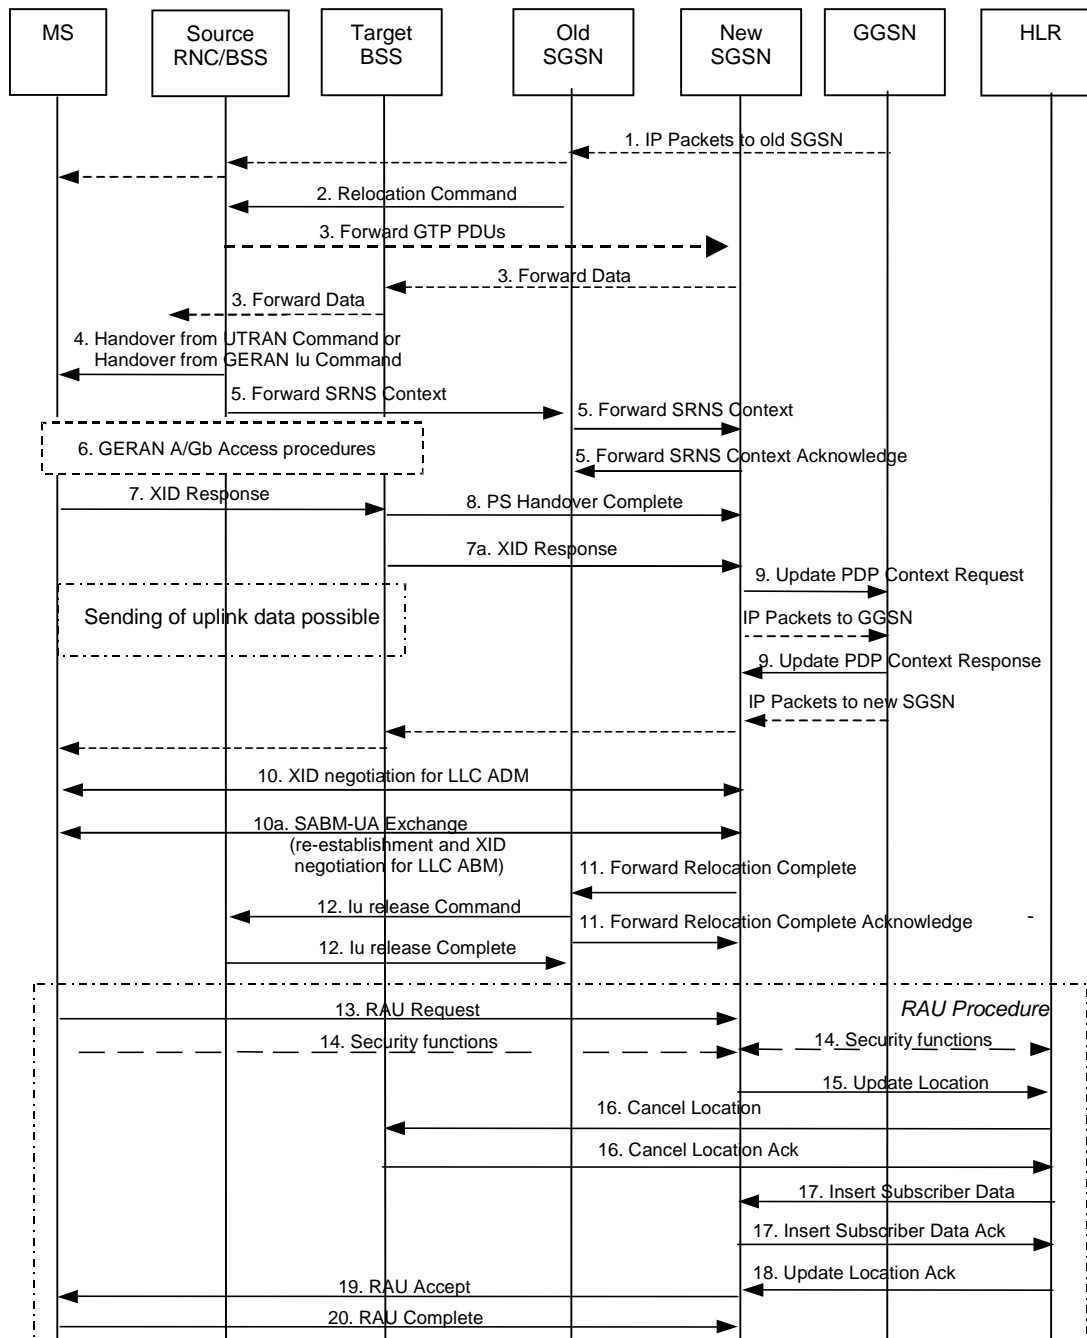 MS
Source
RNC/BSS
Target
BSS
Old
SGSN
New
SGSN
GGSN
HLR
1. IP Packets to old SGSN
2. Relocation Command
3. Forward GTP PDUs
3. Forward Data
3. Forward Data
4. Handover from UTRAN Command or
Handover from GERAN Iu Command
5. Forward SRNS Context
5. Forward SRNS Context
6. GERAN A/Gb Access procedures
5. Forward SRNS Context Acknowledge
7. XID Response
8. PS Handover Complete
7a. XID Response
9. Update PDP Context Request
Sending of uplink data possible
IP Packets to GGSN
9. Update PDP Context Response
IP Packets to new SGSN
10. XID negotiation for LLC ADM
10a. SABM-UA Exchange
(re-establishment and XID
negotiation for LLC ABM)
11. Forward Relocation Complete
12. Iu release Command
11. Forward Relocation Complete Acknowledge
12. Iu release Complete
RAU Procedure
13. RAU Request
14. Security functions
14. Security functions
15. Update Location
16. Cancel Location
16. Cancel Location Ack
17. Insert Subscriber Data
17. Insert Subscriber Data Ack
18. Update Location Ack
19. RAU Accept
20. RAU Complete